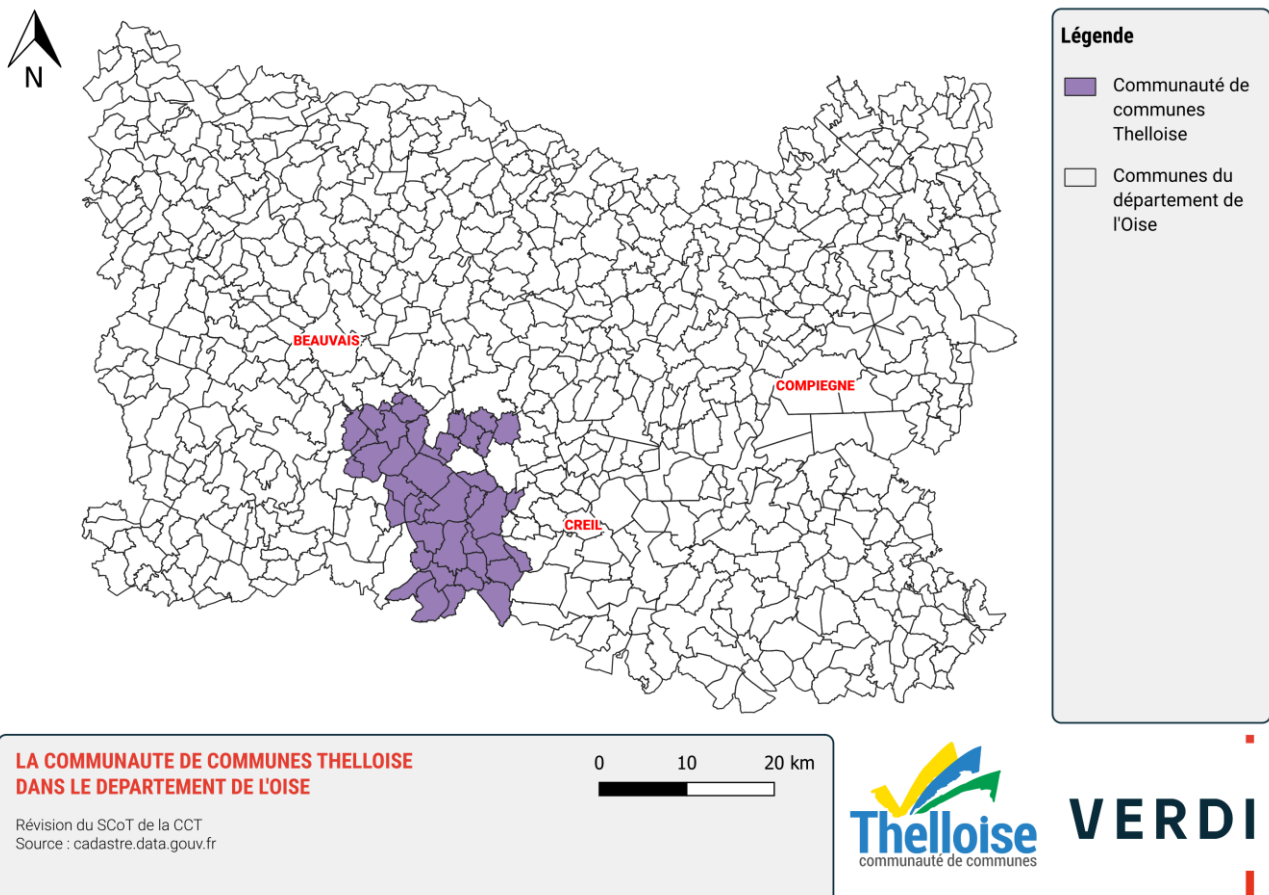 N
BEAUVAIS
COMPIEGNE
CREIL
Légende
Communauté de
communes
Thelloise
Communes du
département de
l'Oise
LA COMMUNAUTE DE COMMUNES THELLOISE
DANS LE DEPARTEMENT DE L'OISE
Révision du SCoT de la CCT
Source : cadastre.data.gouv.fr
0 10 20 km
Thelloise
communauté de communes
VERDI